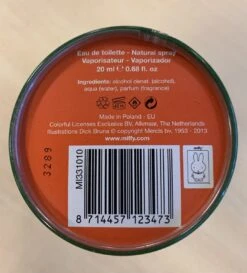 Eau de toilette - Natural spray
Vaporisateur - Vaporizador
20 ml ℮ / 0.68 fl. oz
Ingredients: alcohol denat. (alcohol),
aqua (water), parfum (fragrance)
Made in Poland - EU
Colorful Licenses Exclusive BV, Alkmaar, The Netherlands
Illustrations Dick Bruna © copyright Mercis bv, 1953 - 2013
www.miffy.com
3289
MI331010
miffy
8 714457 123473